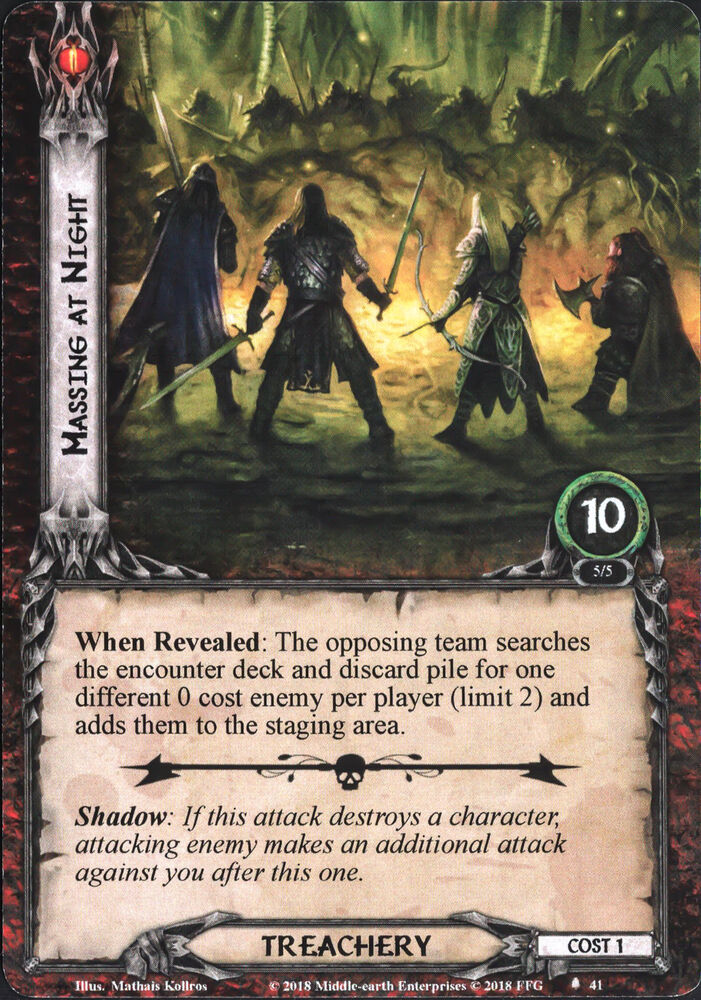 MASSING AT NIGHT
10
5/5
When Revealed: The opposing team searches
the encounter deck and discard pile for one
different 0 cost enemy per player (limit 2) and
adds them to the staging area.
Shadow: If this attack destroys a character,
attacking enemy makes an additional attack
against you after this one.
TREACHERY
COST 1
Illus. Mathais Kollros © 2018 Middle-earth Enterprises © 2018 FFG 41